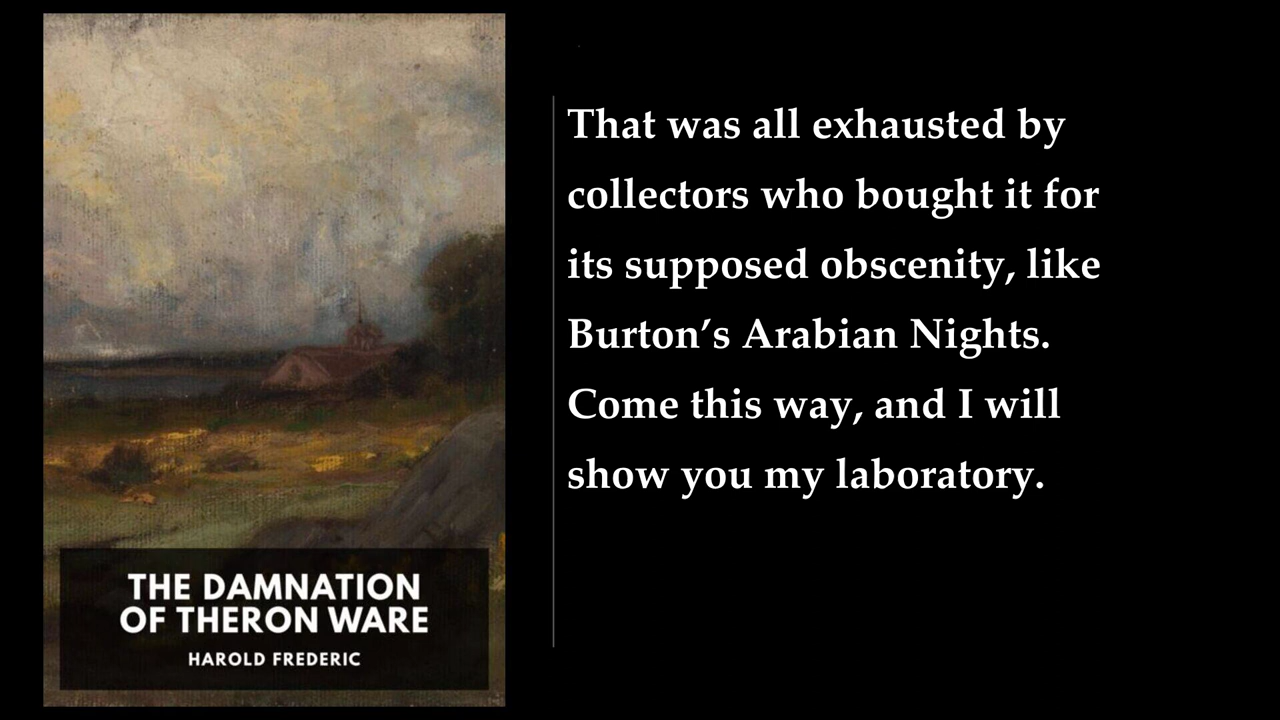 That was all exhausted by
collectors who bought it for
its supposed obscenity, like
Burton’s Arabian Nights.
Come this way, and I will
show you my laboratory.
THE DAMNATION
OF THERON WARE
HAROLD FREDERIC